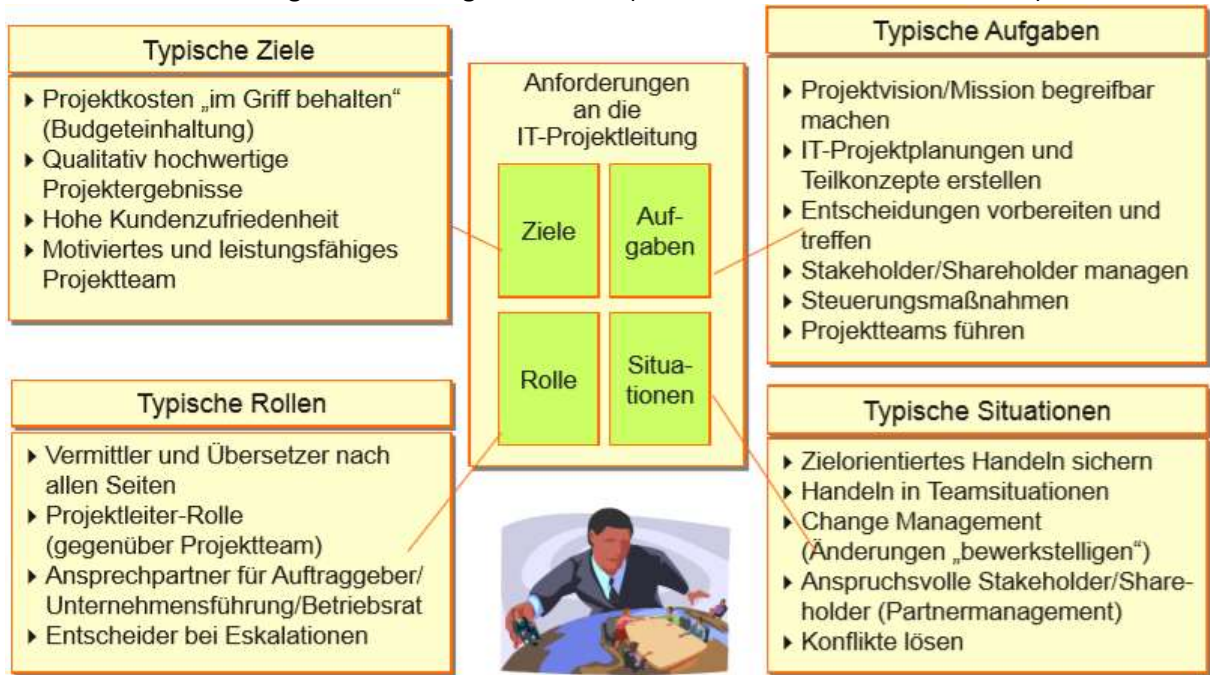 Typische Ziele
Projektkosten „im Griff behalten“
(Budgeteinhaltung)
Qualitativ hochwertige
Projektergebnisse
Hohe Kundenzufriedenheit
Motiviertes und leistungsfähiges
Projektteam
Anforderungen
an die
IT-Projektleitung
Ziele
Auf-
gaben
Rolle
Situa-
tionen
Typische Aufgaben
Projektvision/Mission begreifbar
machen
IT-Projektplanungen und
Teilkonzepte erstellen
Entscheidungen vorbereiten und
treffen
Stakeholder/Shareholder managen
Steuerungsmaßnahmen
Projektteams führen
Typische Rollen
Vermittler und Übersetzer nach
allen Seiten
Projektleiter-Rolle
(gegenüber Projektteam)
Ansprechpartner für Auftraggeber/
Unternehmensführung/Betriebsrat
Entscheider bei Eskalationen
Typische Situationen
Zielorientiertes Handeln sichern
Handeln in Teamsituationen
Change Management
(Änderungen „bewerkstelligen“)
Anspruchsvolle Stakeholder/Share-
holder (Partnermanagement)
Konflikte lösen